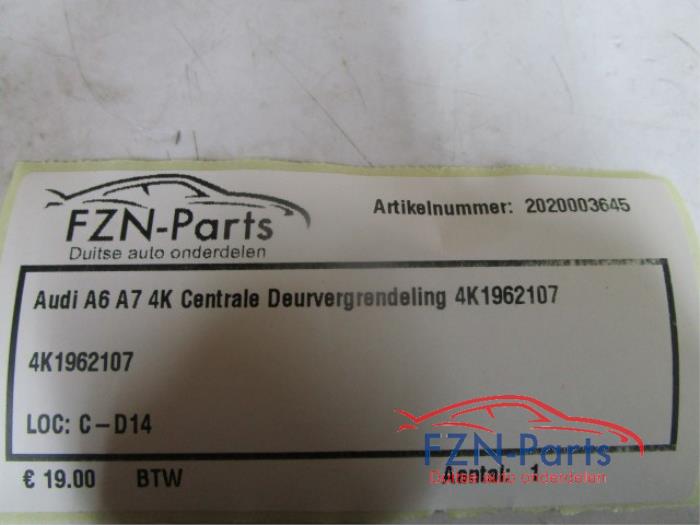 FZN-Parts
Duitse auto onderdelen
Artikelnummer: 2020003645
Audi A6 A7 4K Centrale Deurvergrendeling 4K1962107
4K1962107
LOC: C-D14
FZN-Parts
Duitse auto onderdelen
€ 19.00 BTW Aantal: 1